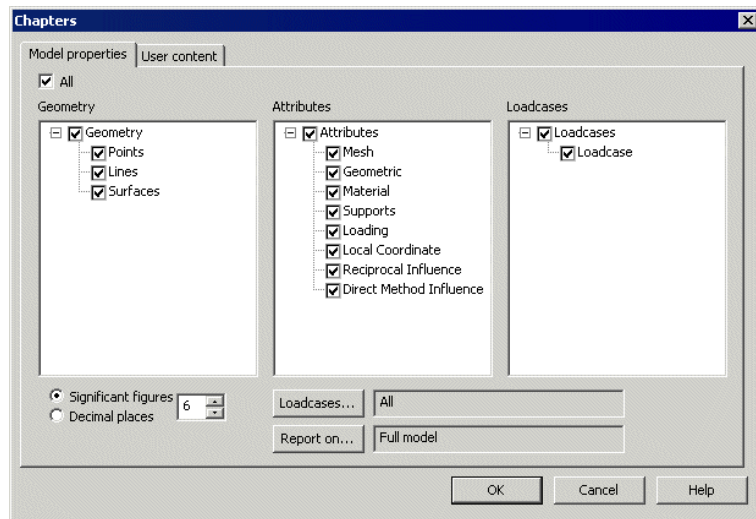 Chapters
Model properties
User content
All
Geometry
Attributes
Loadcases
Geometry
Points
Lines
Surfaces
Attributes
Mesh
Geometric
Material
Supports
Loading
Local Coordinate
Reciprocal Influence
Direct Method Influence
Loadcases
Loadcase
Significant figures
Decimal places
6
Loadcases...
All
Report on...
Full model
OK
Cancel
Help